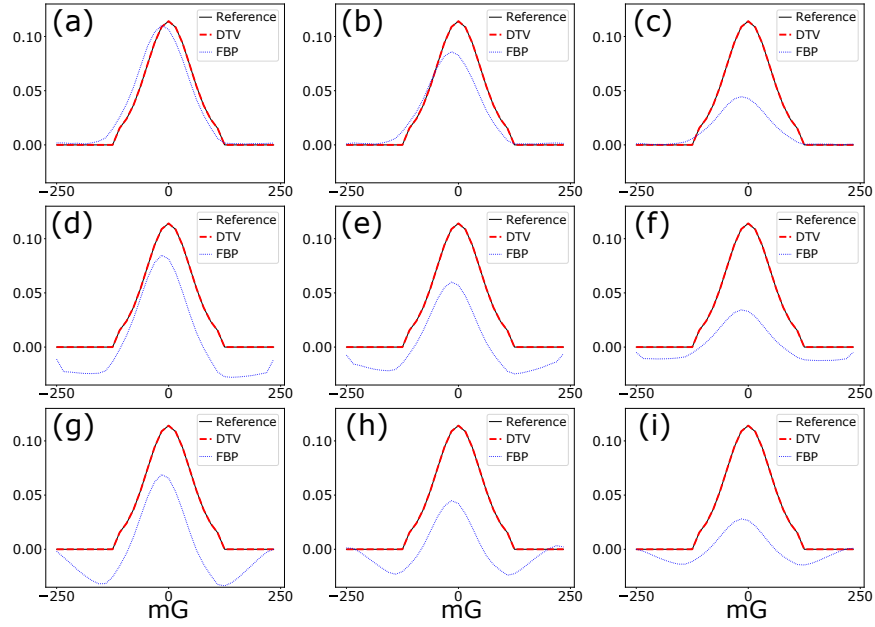 (a)
Reference
DTV
FBP
0.10
0.05
0.00
−250
0
250
(b)
Reference
DTV
FBP
0.10
0.05
0.00
−250
0
250
(c)
Reference
DTV
FBP
0.10
0.05
0.00
−250
0
250
(d)
Reference
DTV
FBP
0.10
0.05
0.00
−250
0
250
(e)
Reference
DTV
FBP
0.10
0.05
0.00
−250
0
250
(f)
Reference
DTV
FBP
0.10
0.05
0.00
−250
0
250
(g)
Reference
DTV
FBP
0.10
0.05
0.00
−250
0
250
mG
(h)
Reference
DTV
FBP
0.10
0.05
0.00
−250
0
250
mG
(i)
Reference
DTV
FBP
0.10
0.05
0.00
−250
0
250
mG